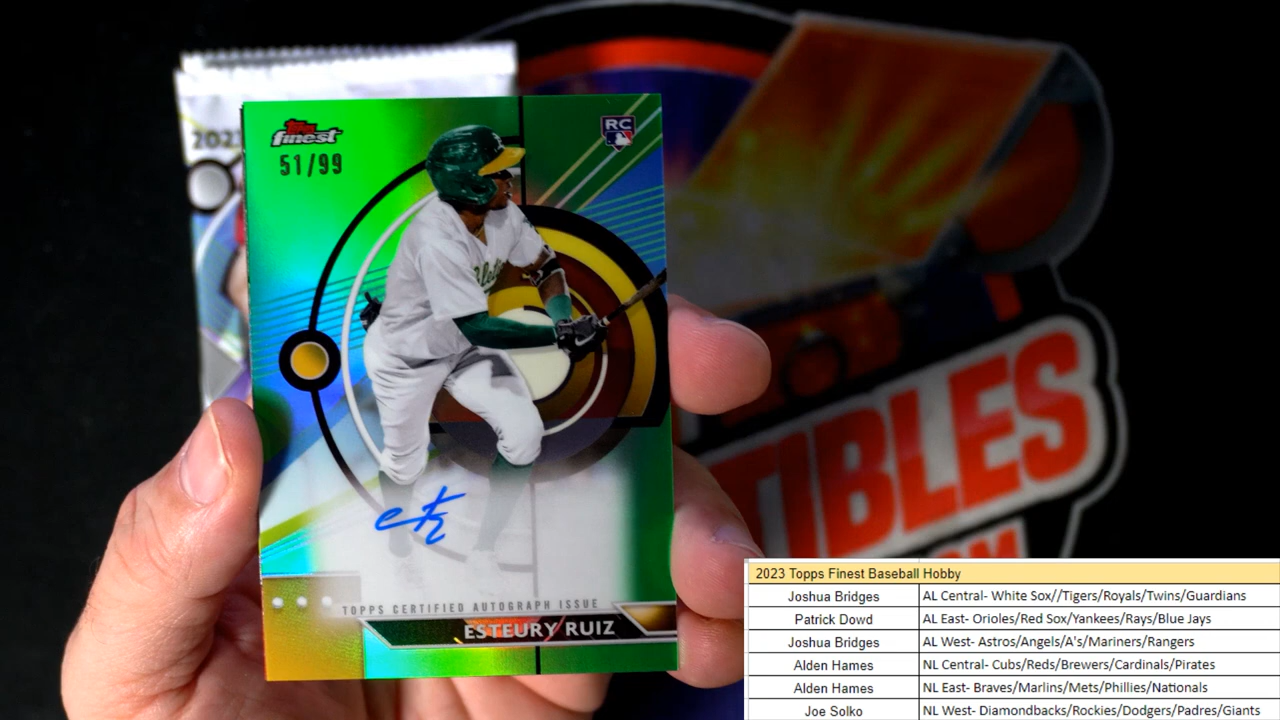 2023
Topps
finest
51/99
RC
Athletics
TOPPS CERTIFIED AUTOGRAPH ISSUE
ESTEURY RUIZ
TIBLES
2023 Topps Finest Baseball Hobby
Joshua Bridges AL Central- White Sox//Tigers/Royals/Twins/Guardians
Patrick Dowd AL East- Orioles/Red Sox/Yankees/Rays/Blue Jays
Joshua Bridges AL West- Astros/Angels/A's/Mariners/Rangers
Alden Hames NL Central- Cubs/Reds/Brewers/Cardinals/Pirates
Alden Hames NL East- Braves/Marlins/Mets/Phillies/Nationals
Joe Solko NL West- Diamondbacks/Rockies/Dodgers/Padres/Giants